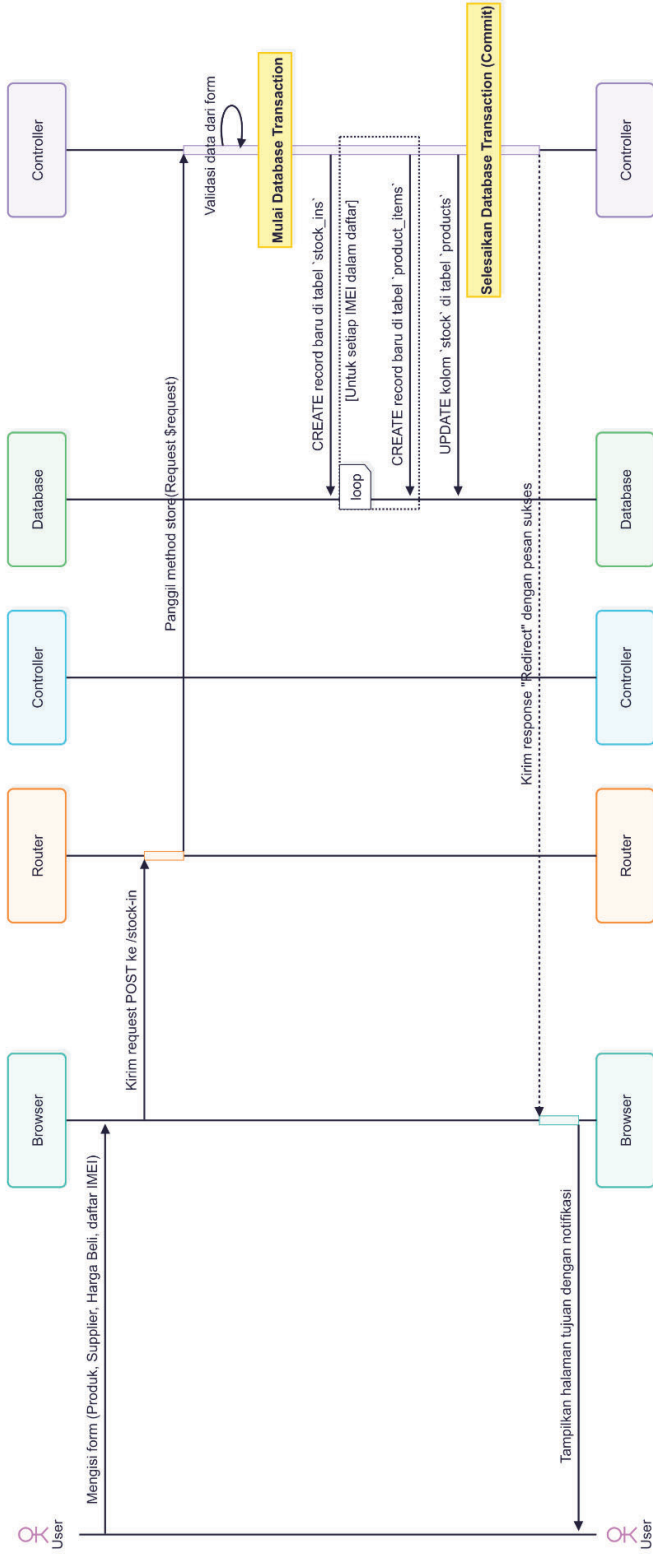 User
Browser
Router
Controller
Database
Controller
Mengisi form (Produk, Supplier, Harga Beli, daftar IMEI)
Kirim request POST ke /stock-in
Panggil method store(Request $request)
Validasi data dari form
Mulai Database Transaction
CREATE record baru di tabel `stock_ins`
loop
[Untuk setiap IMEI dalam daftar]
CREATE record baru di tabel `product_items`
UPDATE kolom `stock` di tabel `products`
Selesaikan Database Transaction (Commit)
Kirim response "Redirect" dengan pesan sukses
Tampilkan halaman tujuan dengan notifikasi
User
Browser
Router
Controller
Database
Controller